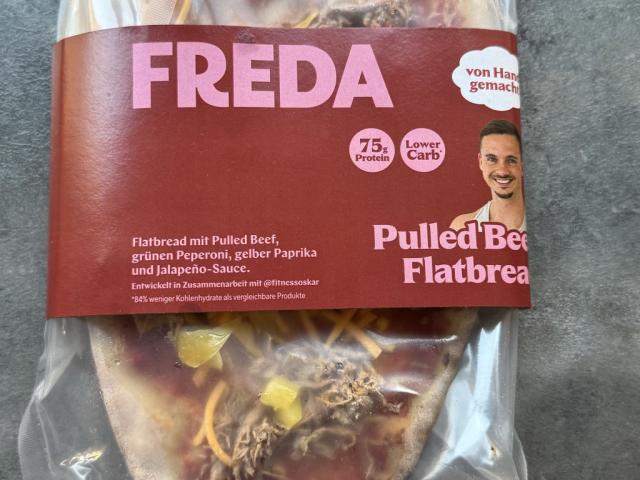 FREDA
von Hand
gemacht
75g
Protein
Lower
Carb*
Pulled Bee
Flatbrea
Flatbread mit Pulled Beef,
grünen Peperoni, gelber Paprika
und Jalapeño-Sauce.
Entwickelt in Zusammenarbeit mit @fitnessoskar
*84% weniger Kohlenhydrate als vergleichbare Produkte